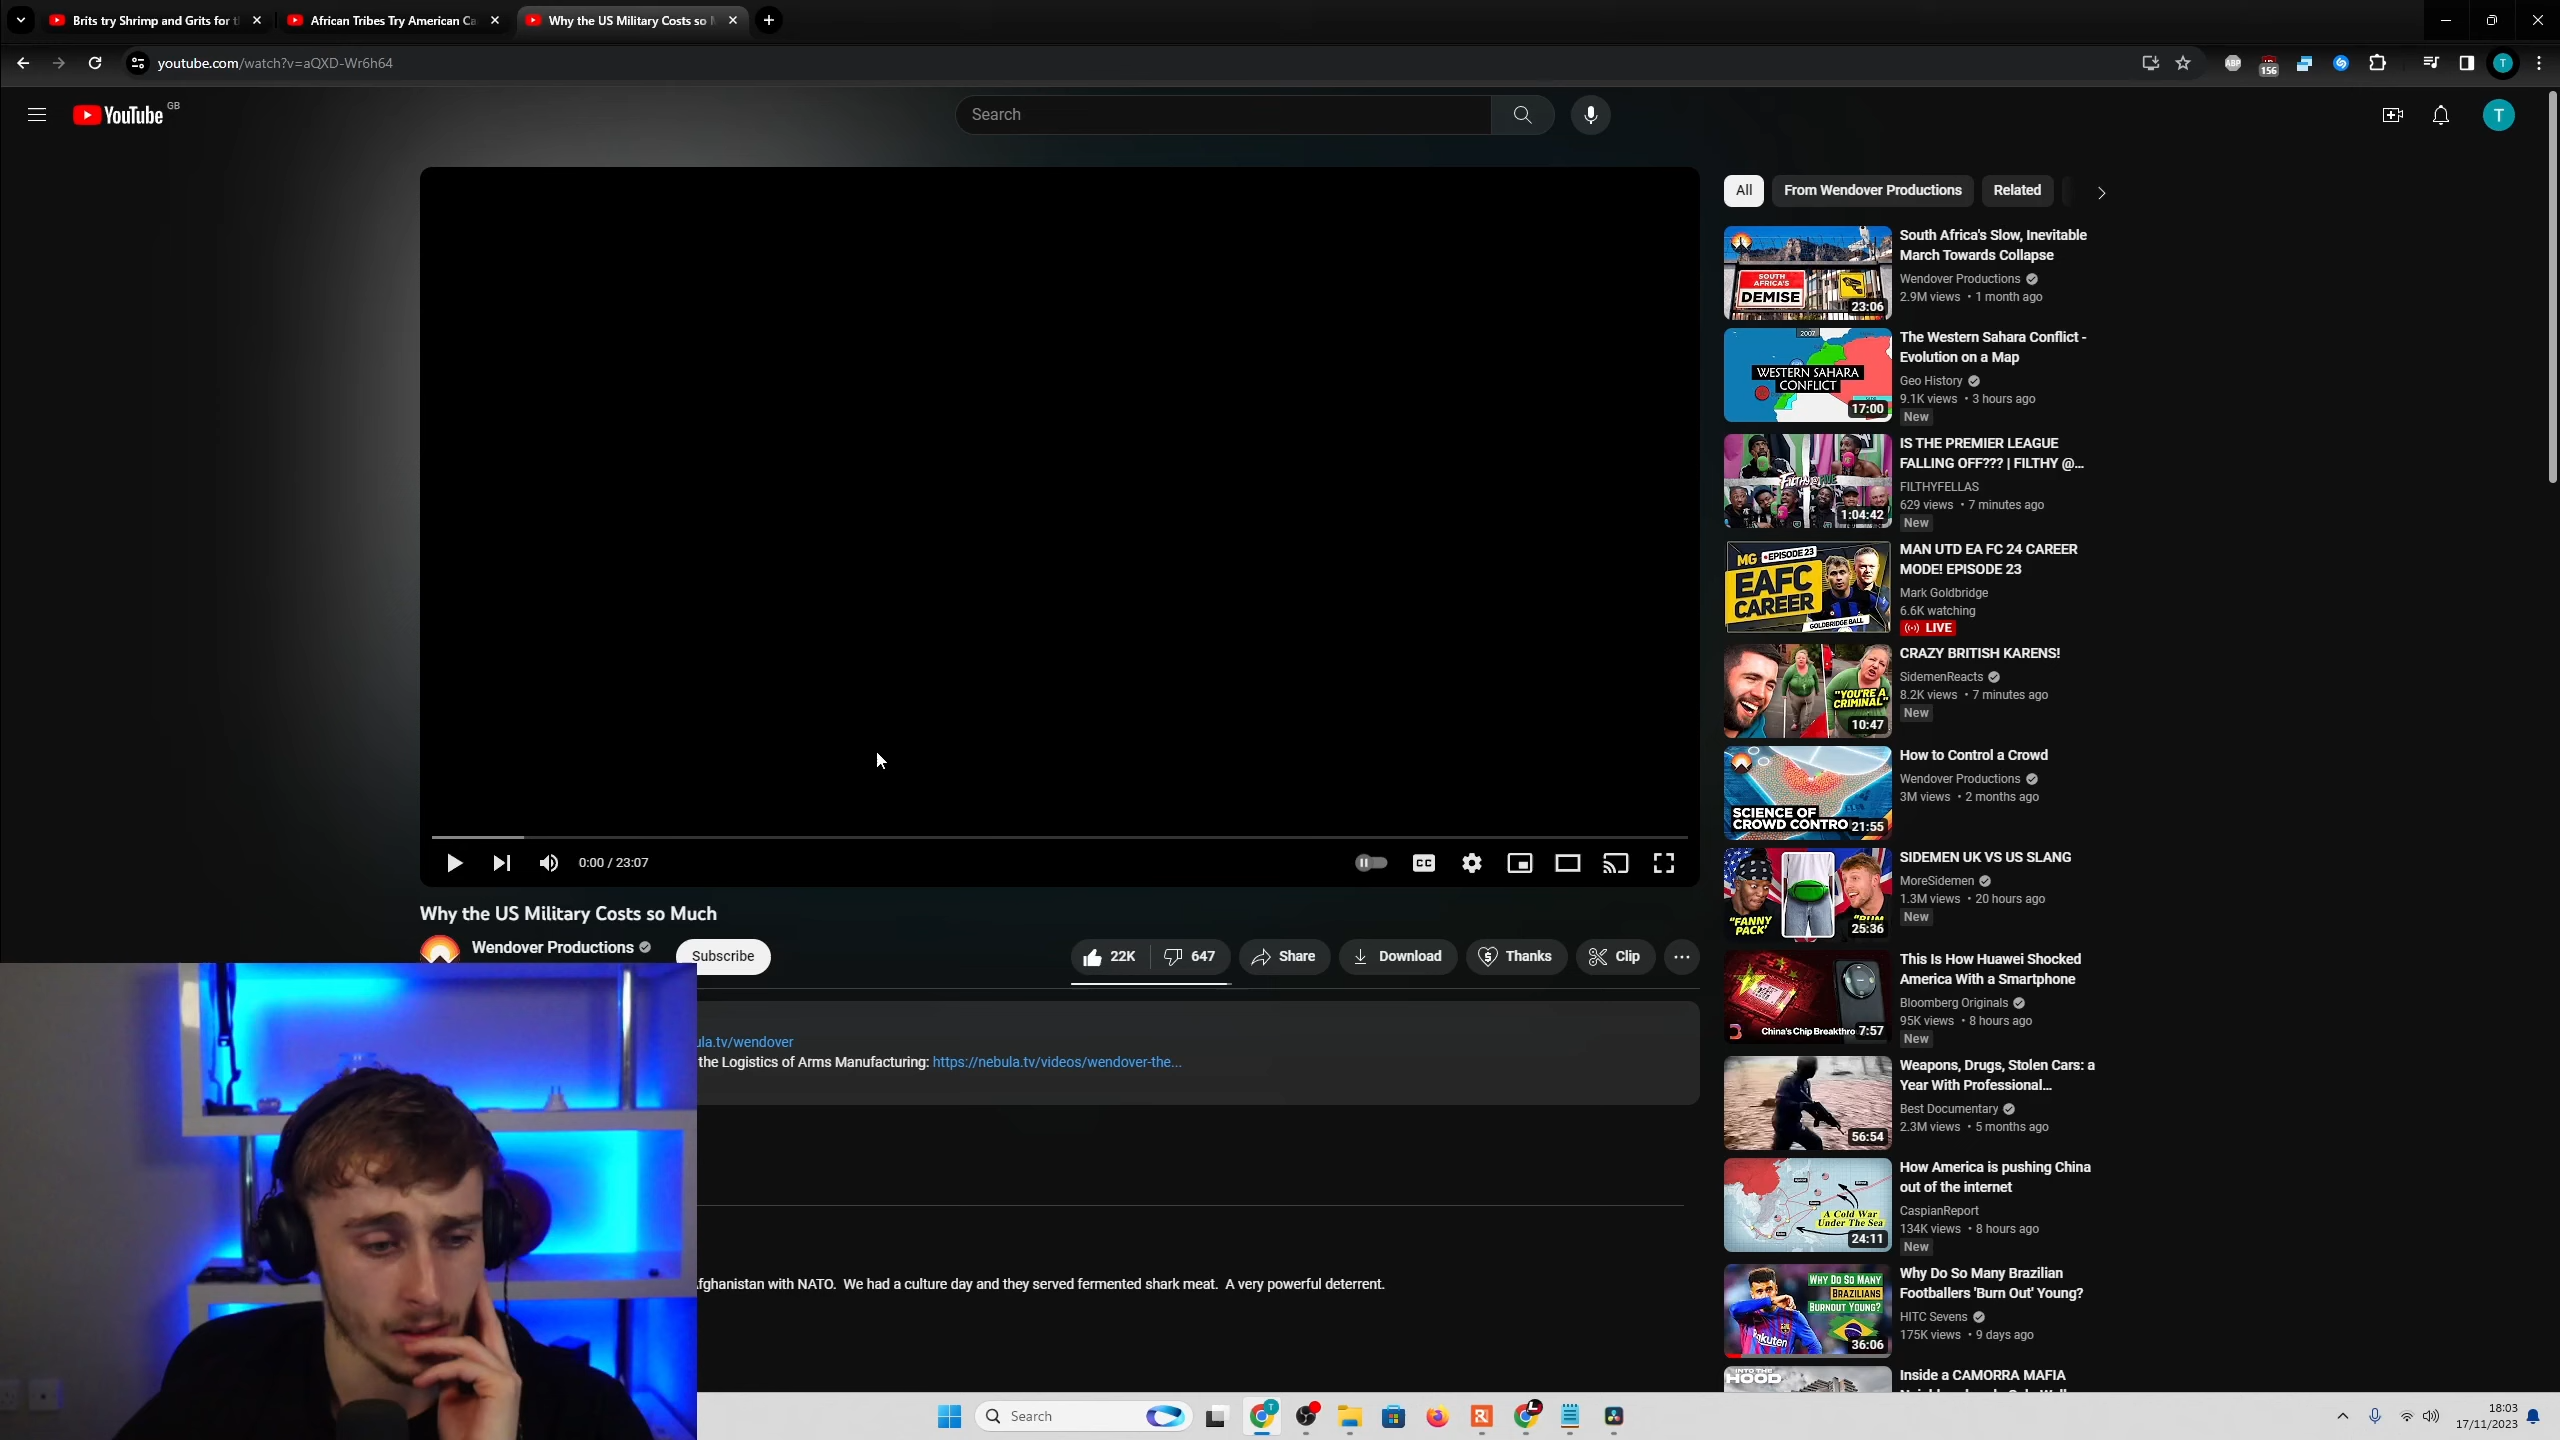 Brits try Shrimp and Grits for t
African Tribes Try American Ca
Why the US Military Costs so
youtube.com/watch?v=aQXD-Wr6h64
ABP
156
T
YouTube GB
Search
T
All
From Wendover Productions
Related
0:00 / 23:07
CC
Why the US Military Costs so Much
Wendover Productions
Subscribe
22K
647
Share
Download
Thanks
Clip
ula.tv/wendover
the Logistics of Arms Manufacturing: https://nebula.tv/videos/wendover-the...
fghanistan with NATO. We had a culture day and they served fermented shark meat. A very powerful deterrent.
SOUTH
AFRICA'S
DEMISE
23:06
South Africa's Slow, Inevitable
March Towards Collapse
Wendover Productions
2.9M views • 1 month ago
2007
WESTERN SAHARA
CONFLICT
17:00
The Western Sahara Conflict -
Evolution on a Map
Geo History
9.1K views • 3 hours ago
New
FILTHY@FIVE
1:04:42
IS THE PREMIER LEAGUE
FALLING OFF??? | FILTHY @...
FILTHYFELLAS
629 views • 7 minutes ago
New
MG EPISODE 23
EAFC
CAREER
GOLDBRIDGE BALL
MAN UTD EA FC 24 CAREER
MODE! EPISODE 23
Mark Goldbridge
6.6K watching
LIVE
"YOU'RE A
CRIMINAL"
10:47
CRAZY BRITISH KARENS!
SidemenReacts
8.2K views • 7 minutes ago
New
SCIENCE OF
CROWD CONTRO
21:55
How to Control a Crowd
Wendover Productions
3M views • 2 months ago
"FANNY
PACK"
"BUM
25:36
SIDEMEN UK VS US SLANG
MoreSidemen
1.3M views • 20 hours ago
New
China's Chip Breakthro
7:57
This Is How Huawei Shocked
America With a Smartphone
Bloomberg Originals
95K views • 8 hours ago
New
56:54
Weapons, Drugs, Stolen Cars: a
Year With Professional...
Best Documentary
2.3M views • 5 months ago
A Cold War
Under The Sea
24:11
How America is pushing China
out of the internet
CaspianReport
134K views • 8 hours ago
New
WHY DO SO MANY
BRAZILIANS
BURNOUT YOUNG?
Rakuten
36:06
Why Do So Many Brazilian
Footballers 'Burn Out' Young?
HITC Sevens
175K views • 9 days ago
INTO THE
HOOD
Inside a CAMORRA MAFIA
Search
18:03
17/11/2023